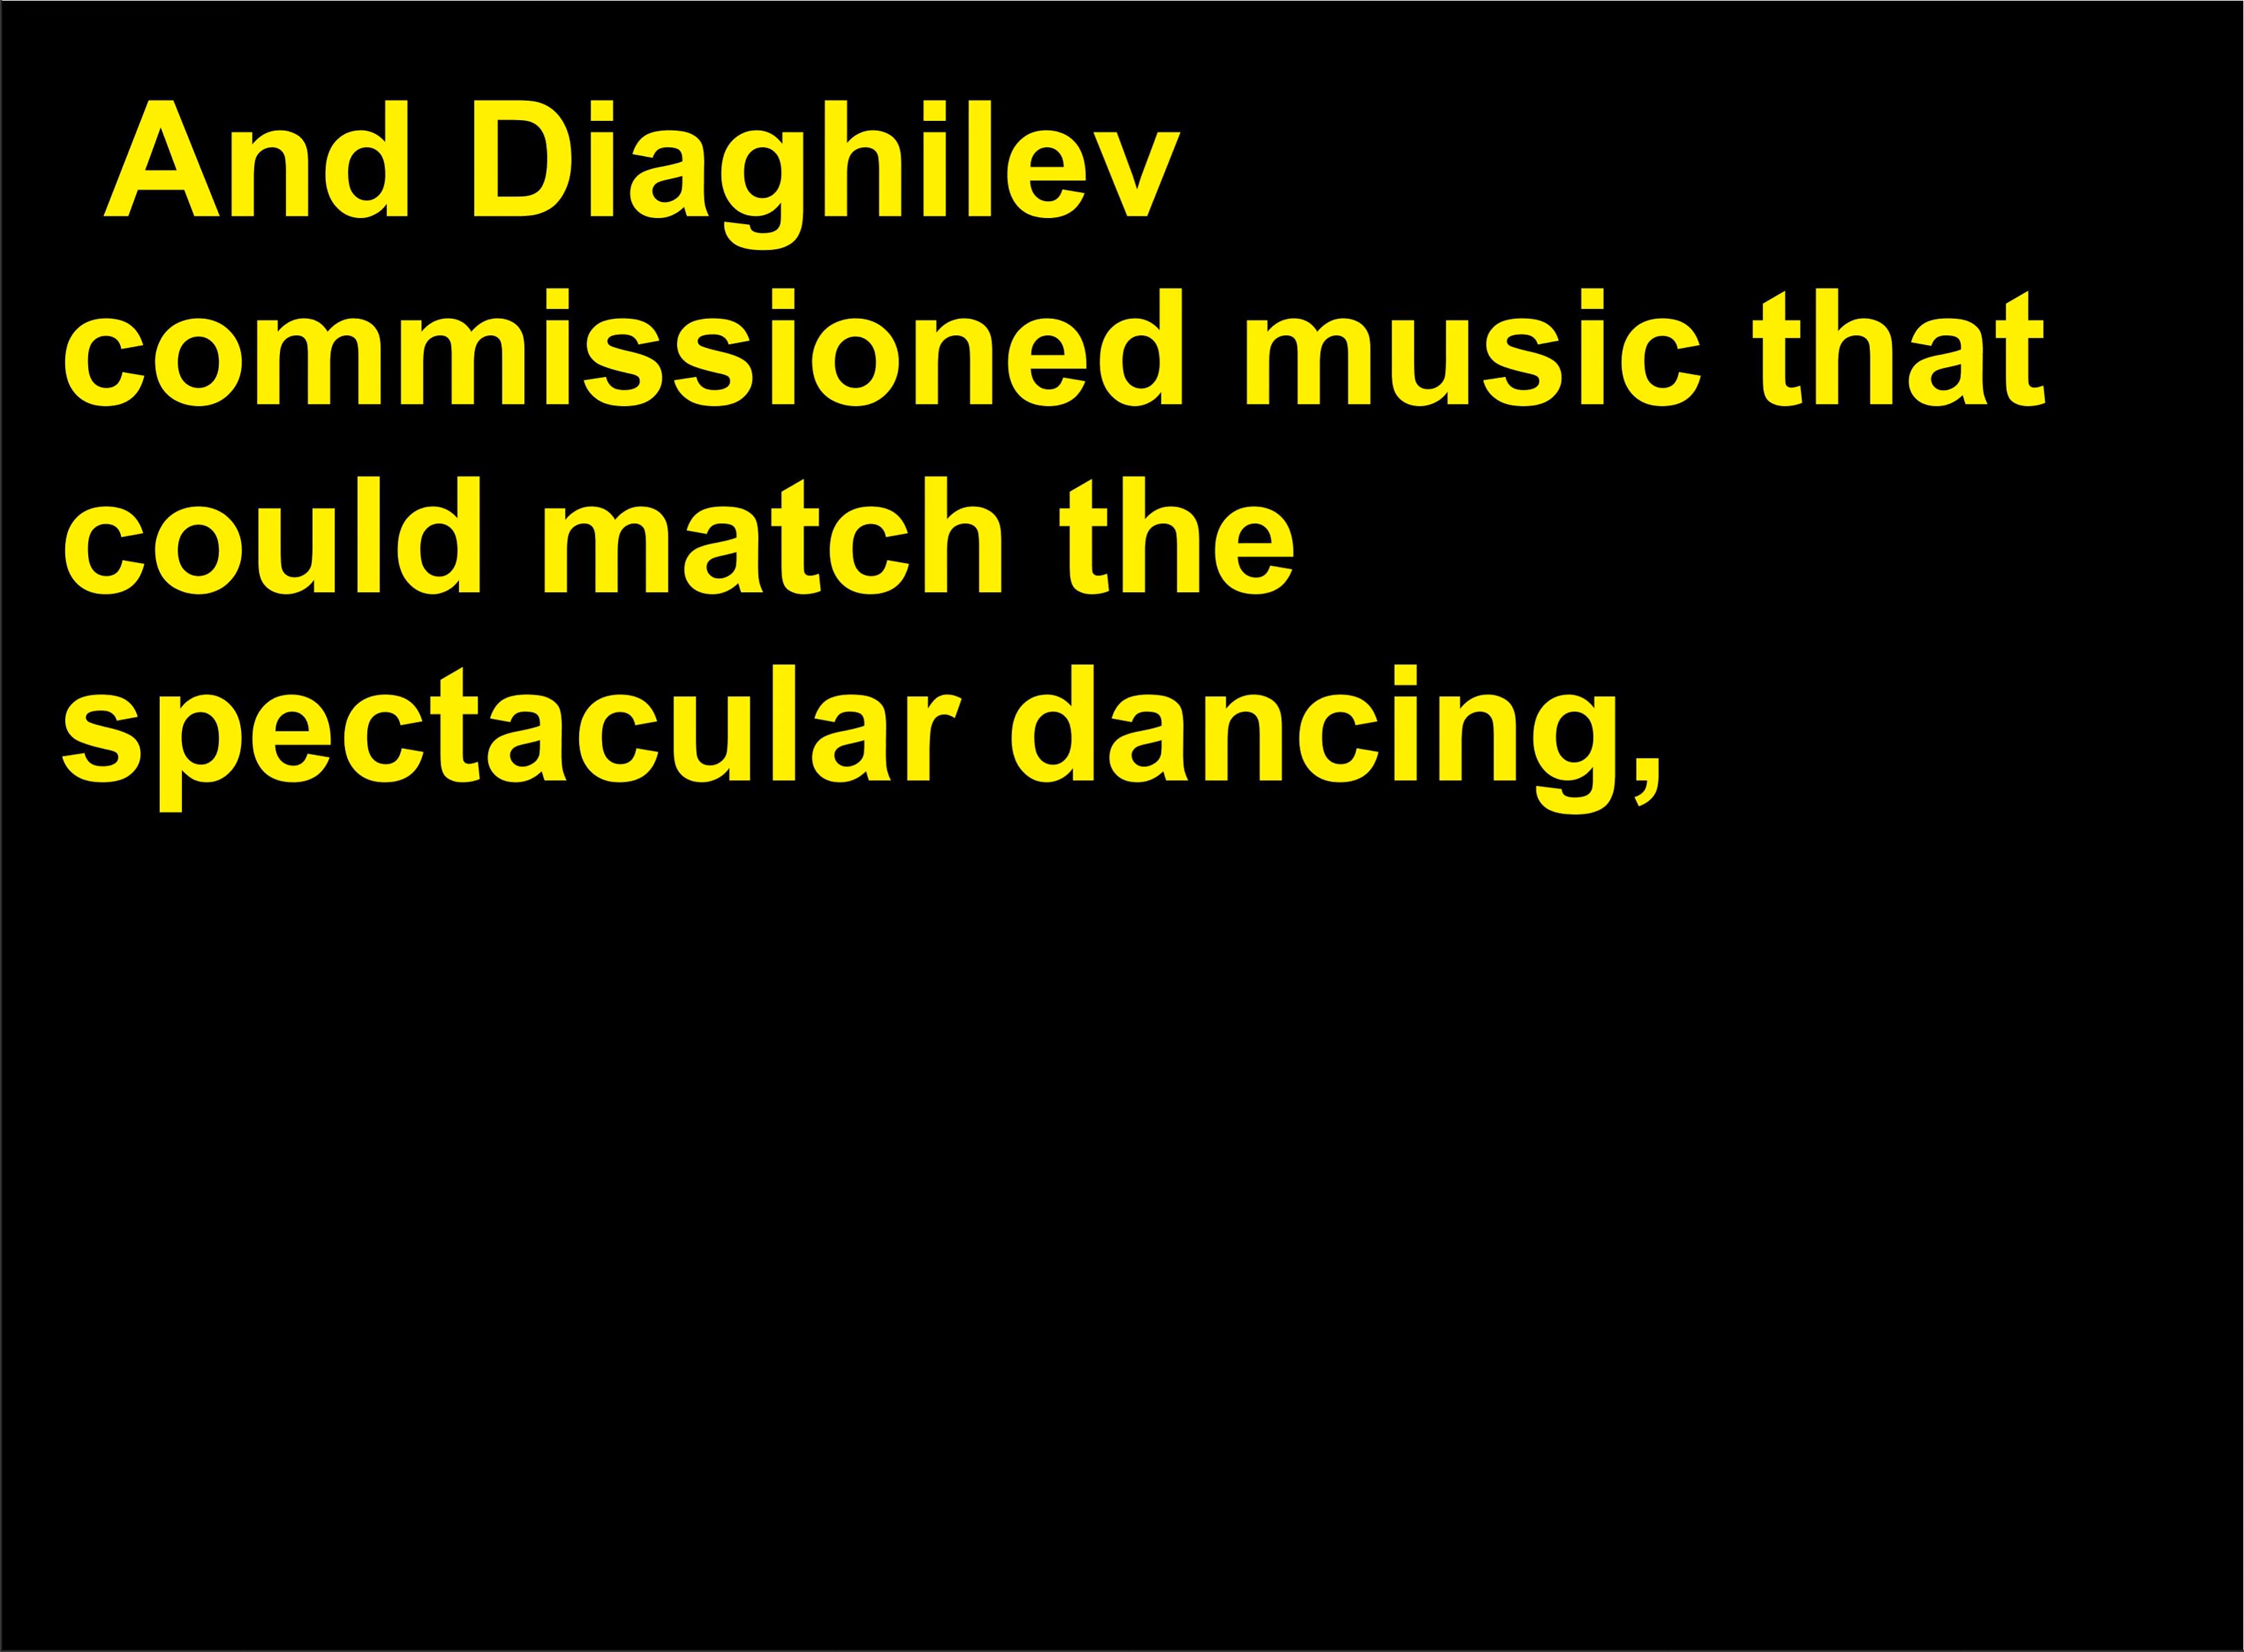 And Diaghilev
commissioned music that
could match the
spectacular dancing,